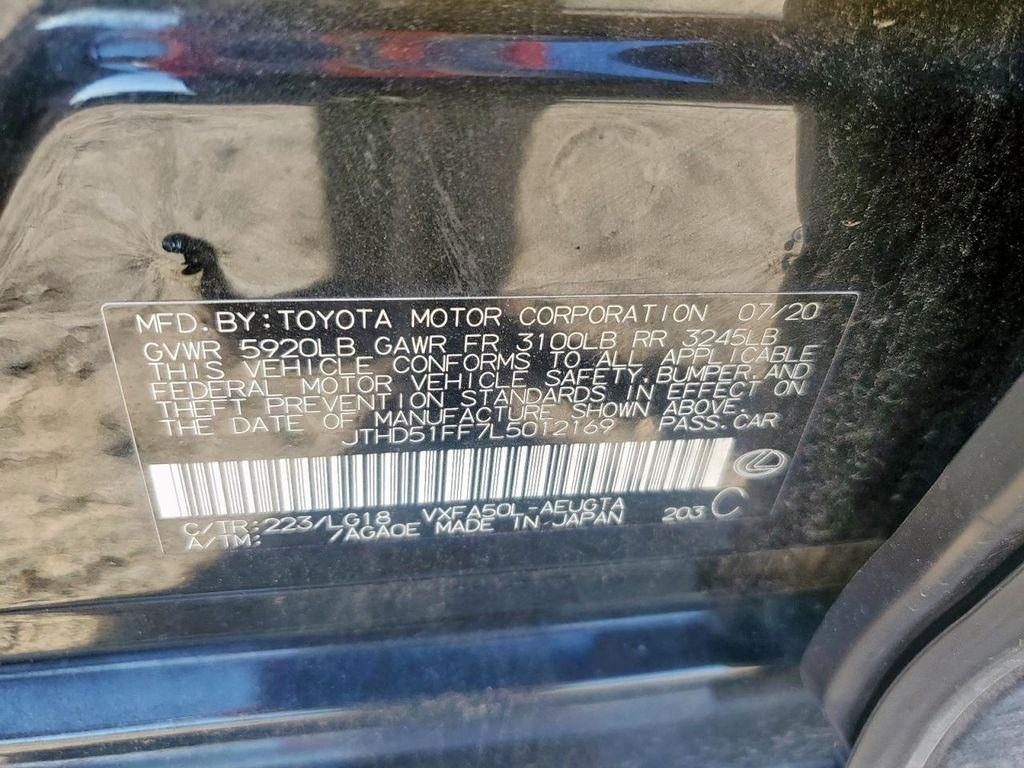 MFD.BY:TOYOTA MOTOR CORPORATION 07/20
GVWR 5920LB GAWR FR 3100LB RR 3245LB
THIS VEHICLE CONFORMS TO ALL APPLICABLE
FEDERAL MOTOR VEHICLE SAFETY,BUMPER,AND
THEFT PREVENTION STANDARDS IN EFFECT ON
THE DATE OF MANUFACTURE SHOWN ABOVE.
JTHD51FF7L5012169 PASS.CAR
C/TR:223/LG18 VXFA50L-AEUGTA 203 C
A/TM: /AGA0E MADE IN JAPAN